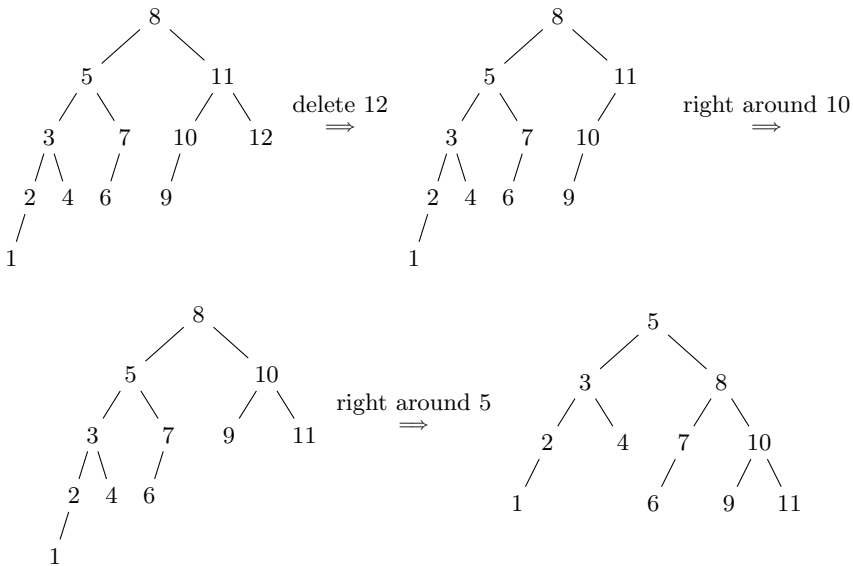 8 8
5 11 5 11
delete 12 right around 10
⟹ ⟹
3 7 10 12 3 7 10
2 4 6 9 2 4 6 9
1 1
8 5
5 10 3 8
right around 5
⟹
3 7 9 11 2 4 7 10
2 4 6 1 6 9 11
1